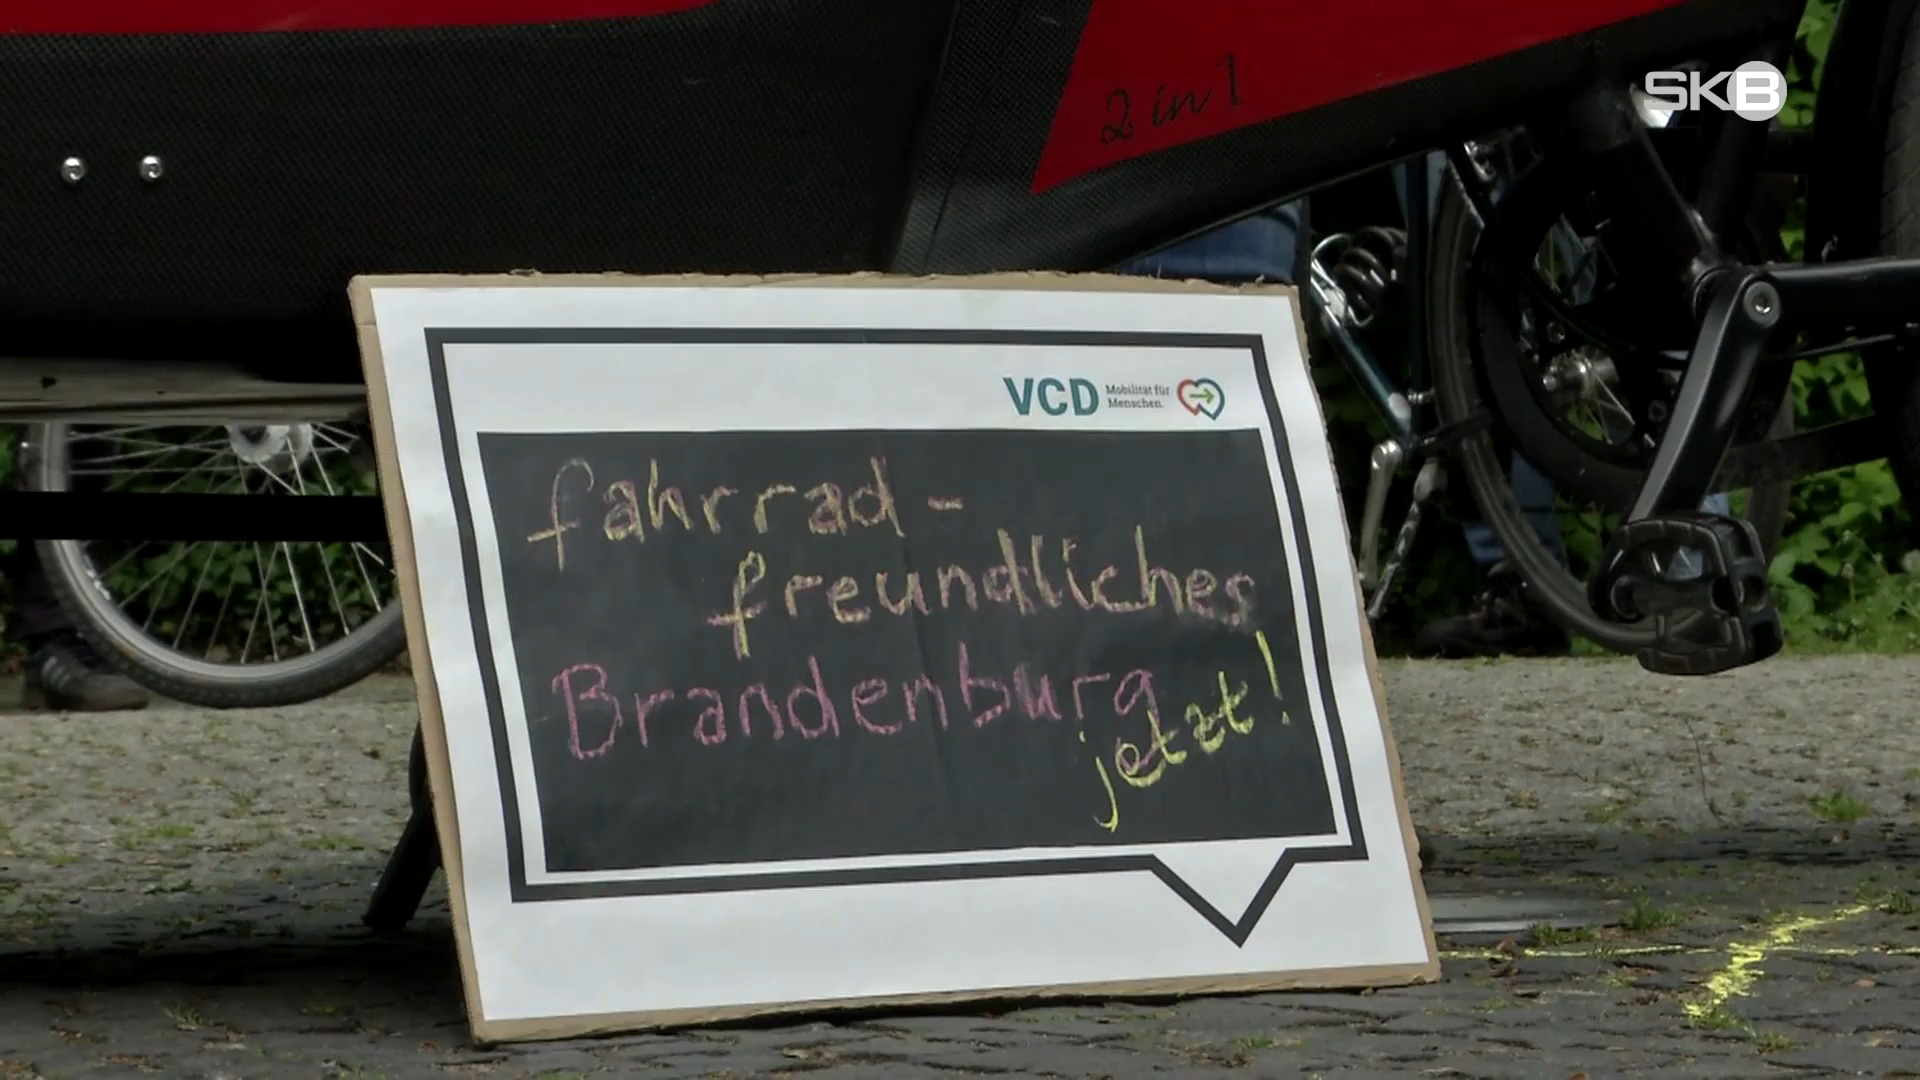 2 in 1
SKB
VCD Mobilität für
Menschen.
fahrrad-
freundliches
Brandenburg
jetzt!